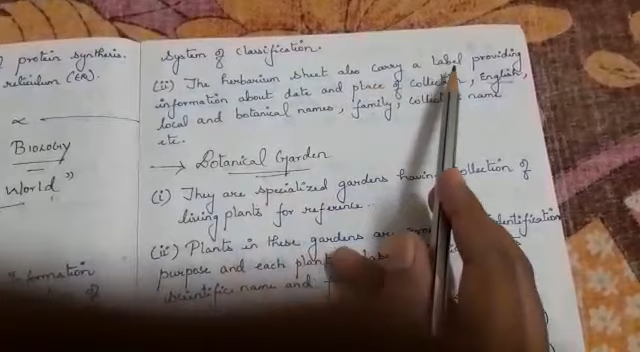 protein synthesis.
reticulum (ER)
∝
BIOLOGY
World"
Information
of
system of classification.
(ii) The herbarium sheet also carry a label providing
information about date and place of English,
local and botanical names, family, name
etc.
→ Botanical Garden
(i) They are specialized gardens having collection of
living plants for reference.
(ii) Plants in these gardens are identification
purpose and each plant
scientific name and